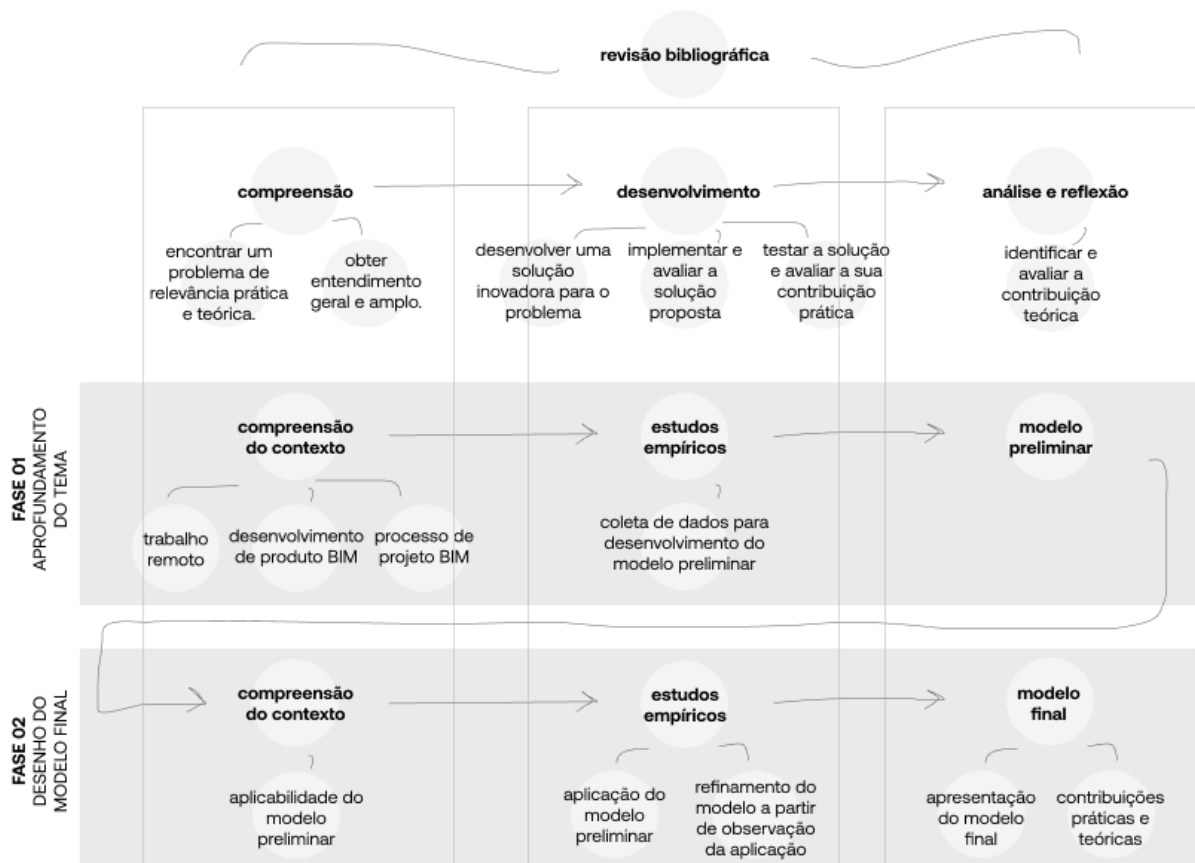 revisão bibliográfica
compreensão
encontrar um
problema de
relevância prática
e teórica.
obter
entendimento
geral e amplo.
desenvolvimento
desenvolver uma
solução
inovadora para o
problema
implementar e
avaliar a
solução
proposta
testar a solução
e avaliar a sua
contribuição
prática
análise e reflexão
identificar e
avaliar a
contribuição
teórica
FASE 01
APROFUNDAMENTO
DO TEMA
compreensão
do contexto
trabalho
remoto
desenvolvimento
de produto BIM
processo de
projeto BIM
estudos
empíricos
coleta de dados para
desenvolvimento do
modelo preliminar
modelo
preliminar
FASE 02
DESENHO DO
MODELO FINAL
compreensão
do contexto
aplicabilidade do
modelo
preliminar
estudos
empíricos
aplicação do
modelo
preliminar
refinamento do
modelo a partir
de observação
da aplicação
modelo
final
apresentação
do modelo
final
contribuições
práticas e
teóricas